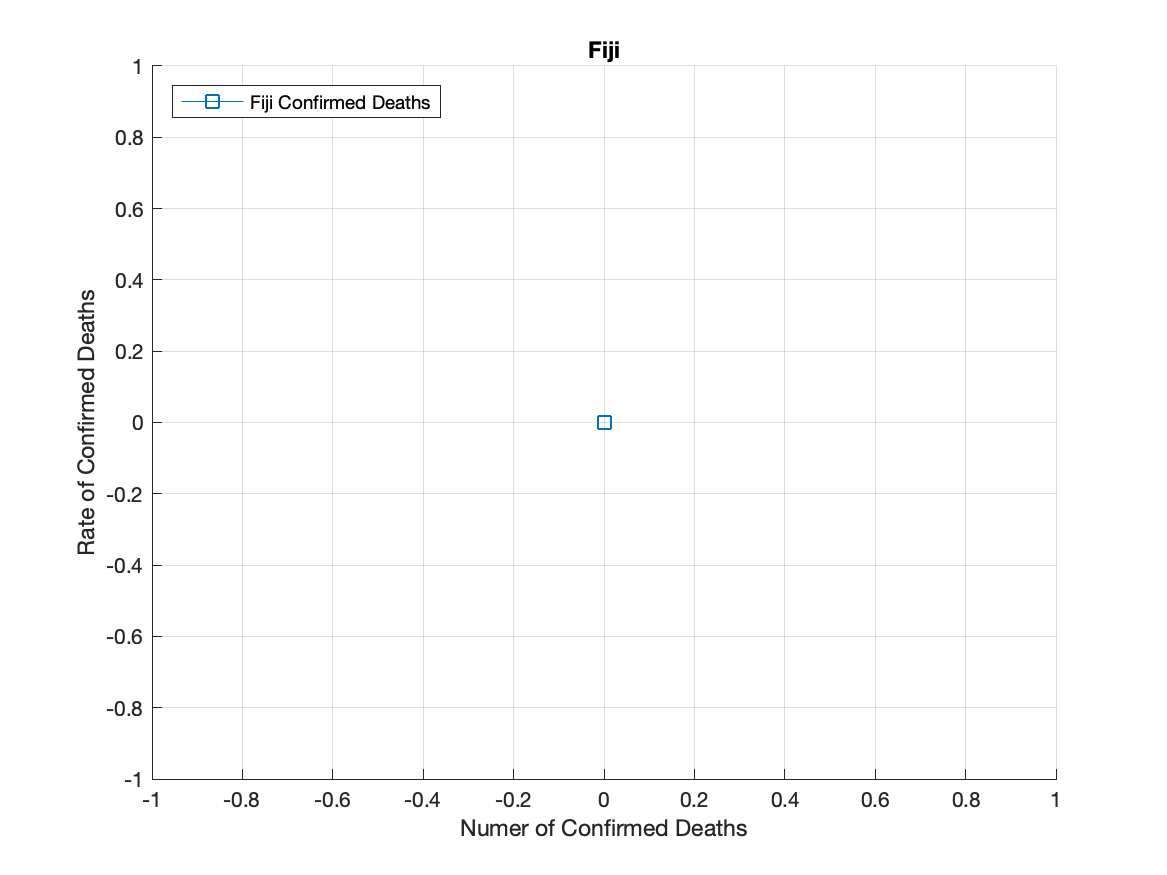 Fiji
Fiji Confirmed Deaths
1
0.8
0.6
0.4
0.2
0
-0.2
-0.4
-0.6
-0.8
-1
Rate of Confirmed Deaths
-1 -0.8 -0.6 -0.4 -0.2 0 0.2 0.4 0.6 0.8 1
Numer of Confirmed Deaths